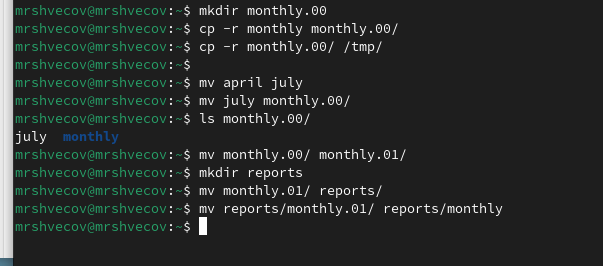 mrshvecov@mrshvecov:~$ mkdir monthly.00
mrshvecov@mrshvecov:~$ cp -r monthly monthly.00/
mrshvecov@mrshvecov:~$ cp -r monthly.00/ /tmp/
mrshvecov@mrshvecov:~$
mrshvecov@mrshvecov:~$ mv april july
mrshvecov@mrshvecov:~$ mv july monthly.00/
mrshvecov@mrshvecov:~$ ls monthly.00/
july  monthly
mrshvecov@mrshvecov:~$ mv monthly.00/ monthly.01/
mrshvecov@mrshvecov:~$ mkdir reports
mrshvecov@mrshvecov:~$ mv monthly.01/ reports/
mrshvecov@mrshvecov:~$ mv reports/monthly.01/ reports/monthly
mrshvecov@mrshvecov:~$